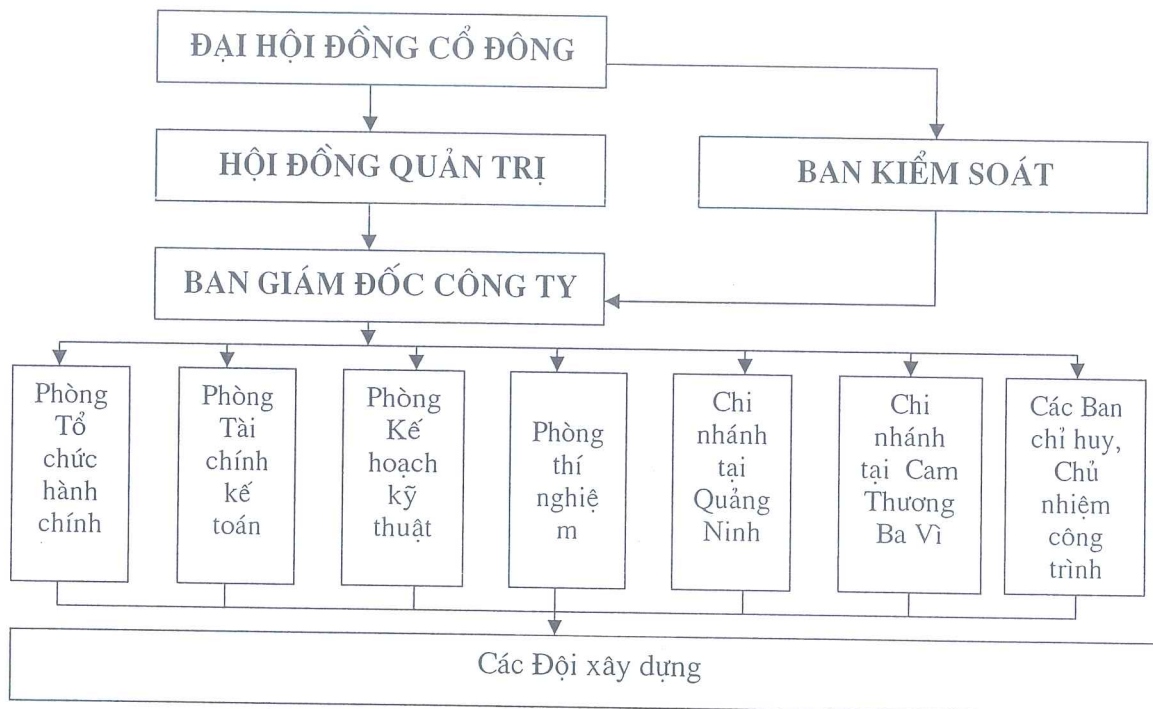 ĐẠI HỘI ĐỒNG CỔ ĐÔNG
HỘI ĐỒNG QUẢN TRỊ
BAN KIỂM SOÁT
BAN GIÁM ĐỐC CÔNG TY
Phòng
Tổ
chức
hành
chính
Phòng
Tài
chính
kế
toán
Phòng
Kế
hoạch
kỹ
thuật
Phòng
thí
nghiệ
m
Chi
nhánh
tại
Quảng
Ninh
Chi
nhánh
tại Cam
Thương
Ba Vì
Các Ban
chỉ huy,
Chủ
nhiệm
công
trình
Các Đội xây dựng